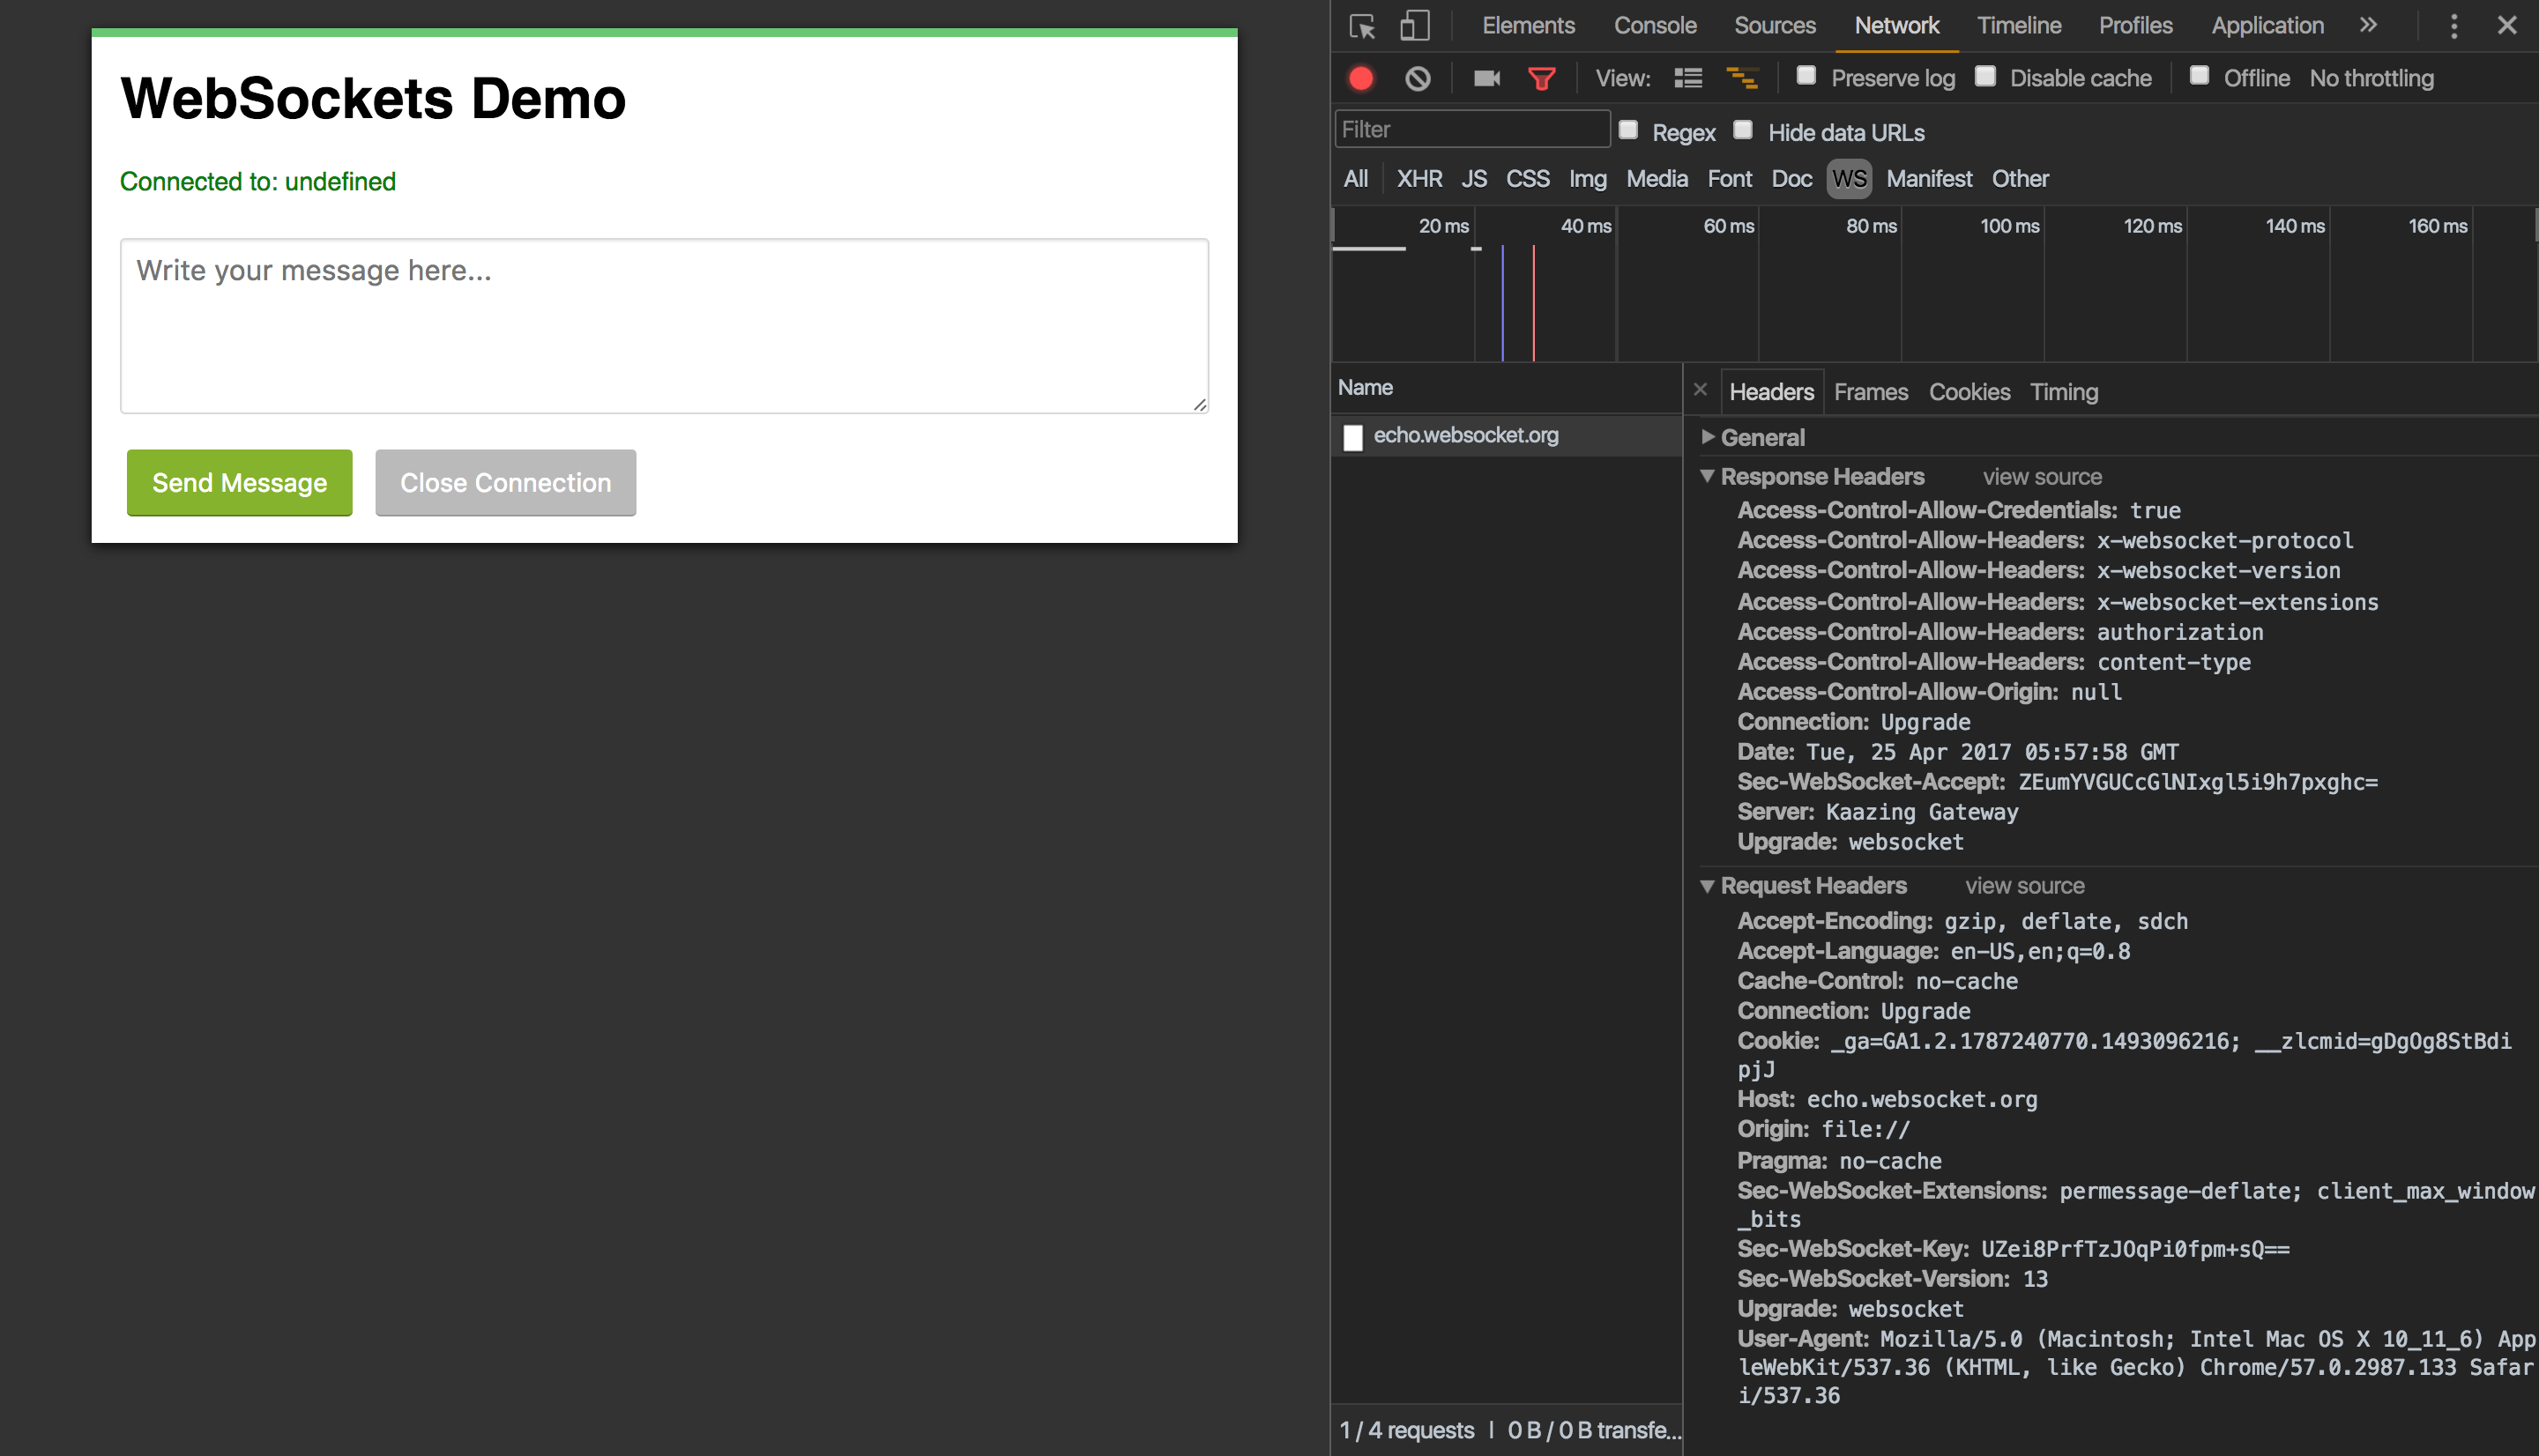 WebSockets Demo
Connected to: undefined
Write your message here...
Send Message
Close Connection
Elements Console Sources Network Timeline Profiles Application »
View: Preserve log Disable cache Offline No throttling
Filter Regex Hide data URLs
All XHR JS CSS Img Media Font Doc WS Manifest Other
20 ms 40 ms 60 ms 80 ms 100 ms 120 ms 140 ms 160 ms
Name
echo.websocket.org
1 / 4 requests | 0 B / 0 B transfe...
× Headers Frames Cookies Timing
General
Response Headers view source
Access-Control-Allow-Credentials: true
Access-Control-Allow-Headers: x-websocket-protocol
Access-Control-Allow-Headers: x-websocket-version
Access-Control-Allow-Headers: x-websocket-extensions
Access-Control-Allow-Headers: authorization
Access-Control-Allow-Headers: content-type
Access-Control-Allow-Origin: null
Connection: Upgrade
Date: Tue, 25 Apr 2017 05:57:58 GMT
Sec-WebSocket-Accept: ZEumYVGUCcGlNIxgl5i9h7pxghc=
Server: Kaazing Gateway
Upgrade: websocket
Request Headers view source
Accept-Encoding: gzip, deflate, sdch
Accept-Language: en-US,en;q=0.8
Cache-Control: no-cache
Connection: Upgrade
Cookie: _ga=GA1.2.1787240770.1493096216; __zlcmid=gDgOg8StBdi
pjJ
Host: echo.websocket.org
Origin: file://
Pragma: no-cache
Sec-WebSocket-Extensions: permessage-deflate; client_max_window
_bits
Sec-WebSocket-Key: UZei8PrfTzJOqPi0fpm+sQ==
Sec-WebSocket-Version: 13
Upgrade: websocket
User-Agent: Mozilla/5.0 (Macintosh; Intel Mac OS X 10_11_6) App
leWebKit/537.36 (KHTML, like Gecko) Chrome/57.0.2987.133 Safar
i/537.36